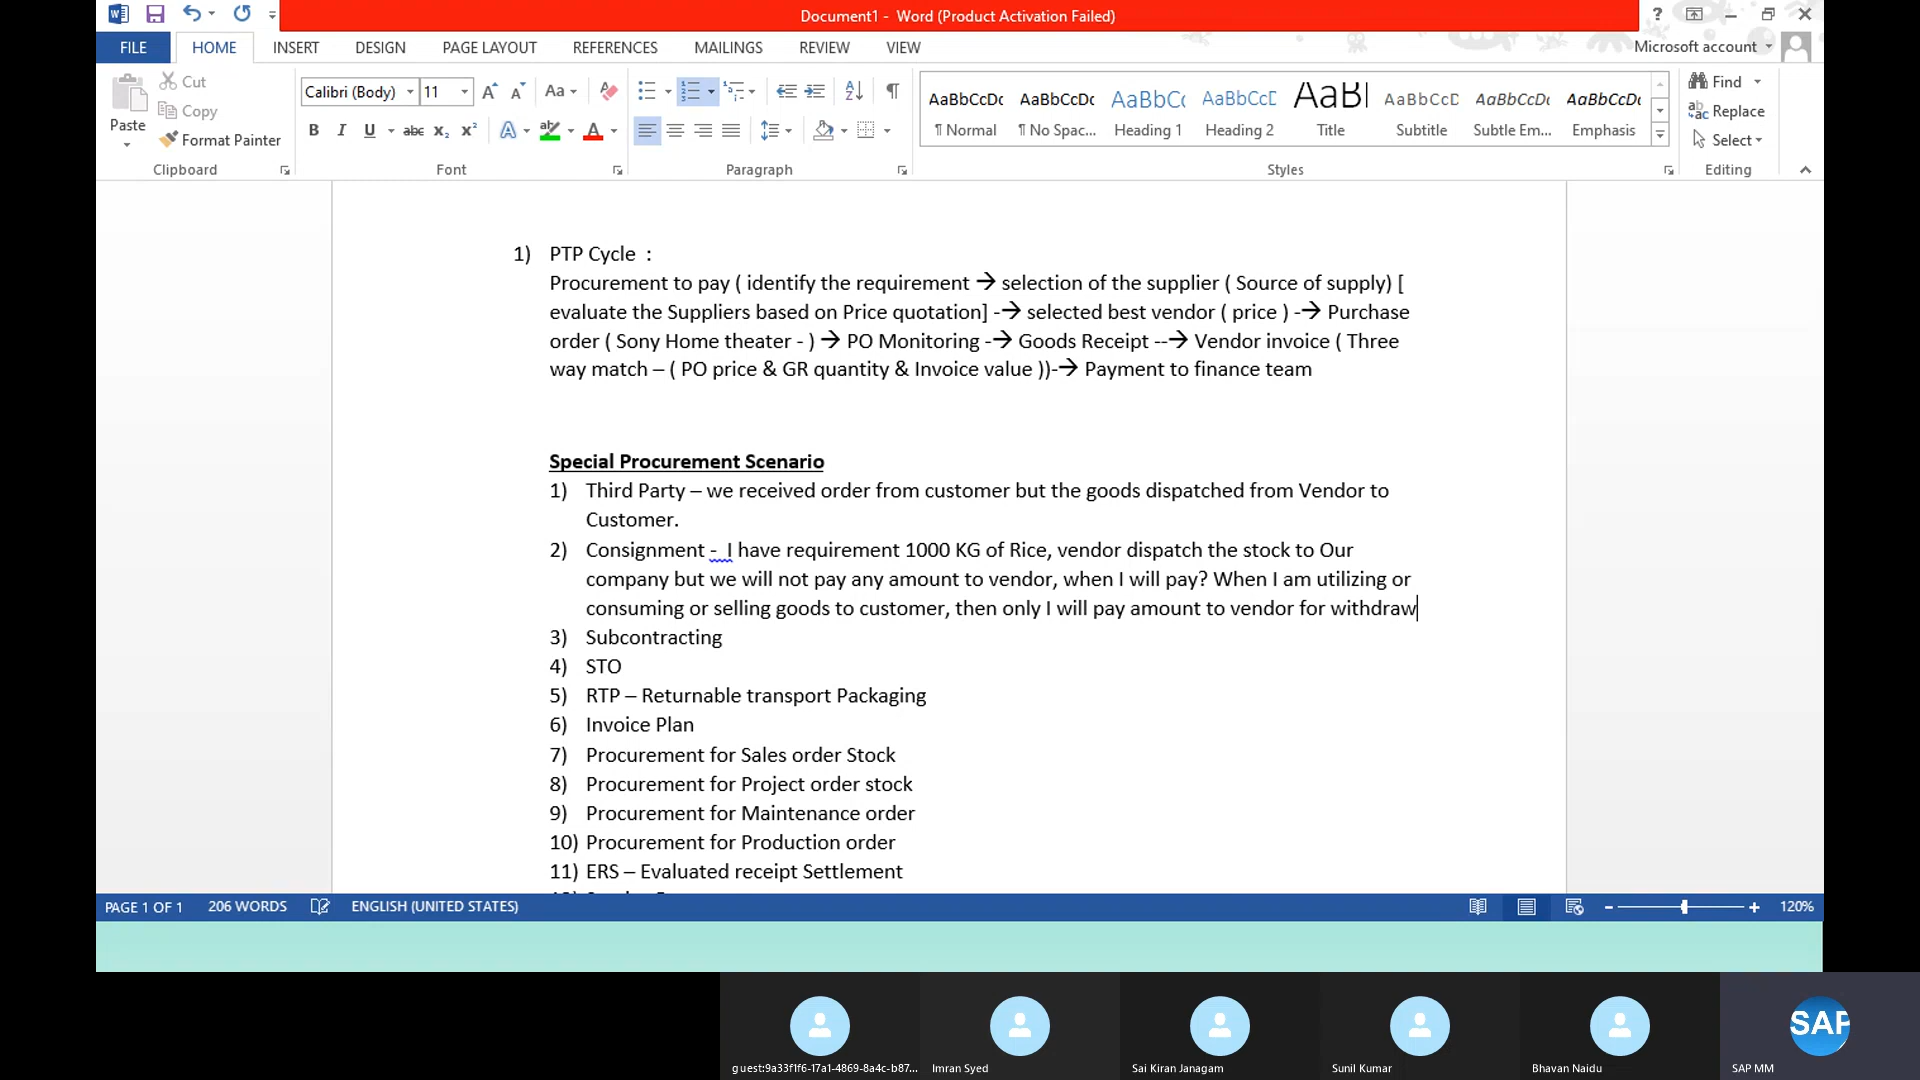 Document1 - Word (Product Activation Failed)
?
FILE HOME INSERT DESIGN PAGE LAYOUT REFERENCES MAILINGS REVIEW VIEW Microsoft account
Paste
Cut
Copy
Format Painter
Clipboard
Calibri (Body) 11 Aa
B I U abc x₂ x² A A
Font
Paragraph
AaBbCcDc AaBbCcDc AaBbCc AaBbCcD AaBl AaBbCcD AaBbCcDc AaBbCcDc
¶ Normal ¶ No Spac... Heading 1 Heading 2 Title Subtitle Subtle Em... Emphasis
Styles
Find
Replace
Select
Editing
1) PTP Cycle :
Procurement to pay ( identify the requirement → selection of the supplier ( Source of supply) [
evaluate the Suppliers based on Price quotation] -→ selected best vendor ( price ) -→ Purchase
order ( Sony Home theater - ) → PO Monitoring -→ Goods Receipt --→ Vendor invoice ( Three
way match – ( PO price & GR quantity & Invoice value ))-→ Payment to finance team
Special Procurement Scenario
1) Third Party – we received order from customer but the goods dispatched from Vendor to
Customer.
2) Consignment - I have requirement 1000 KG of Rice, vendor dispatch the stock to Our
company but we will not pay any amount to vendor, when I will pay? When I am utilizing or
consuming or selling goods to customer, then only I will pay amount to vendor for withdraw
3) Subcontracting
4) STO
5) RTP – Returnable transport Packaging
6) Invoice Plan
7) Procurement for Sales order Stock
8) Procurement for Project order stock
9) Procurement for Maintenance order
10) Procurement for Production order
11) ERS – Evaluated receipt Settlement
PAGE 1 OF 1 206 WORDS ENGLISH (UNITED STATES) 120%
SAP
guest:9a33f1f6-17a1-4869-8a4c-b87... Imran Syed Sai Kiran Janagam Sunil Kumar Bhavan Naidu SAP MM